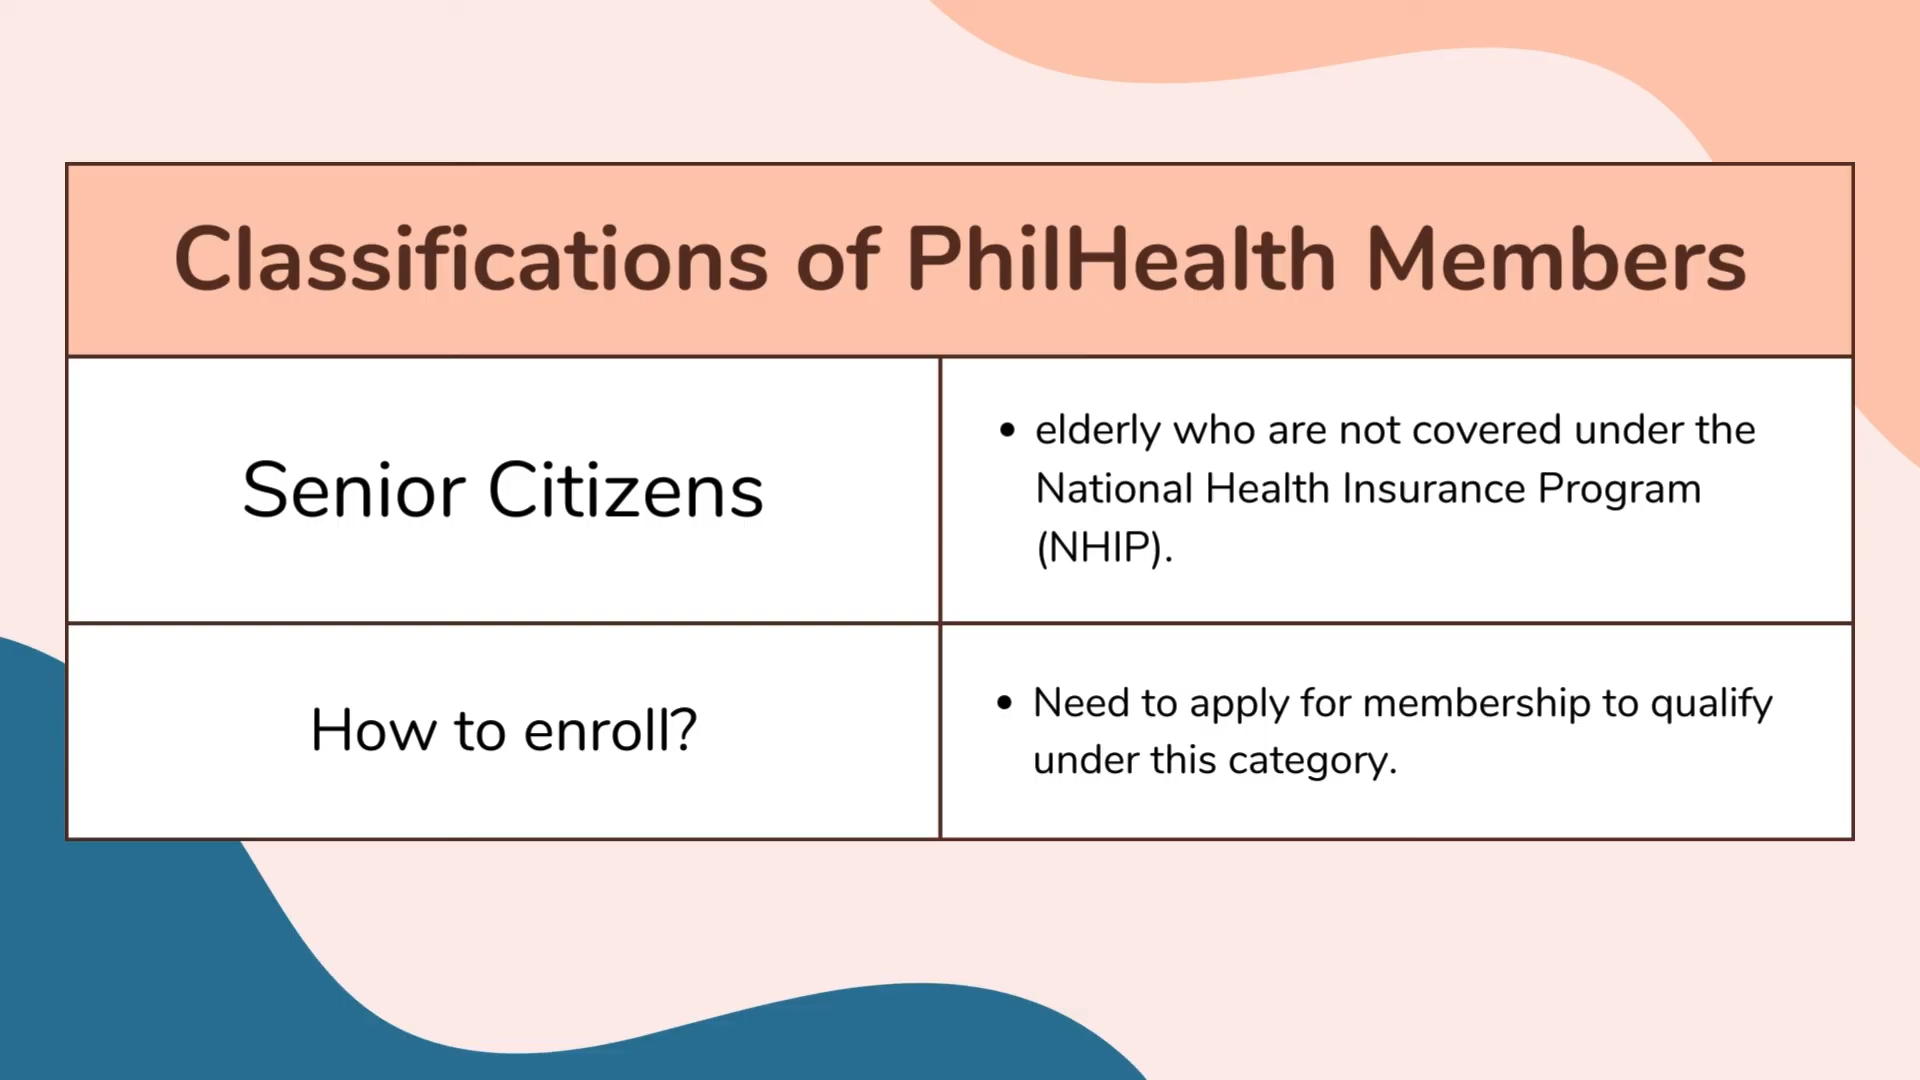 Classifications of PhilHealth Members
Senior Citizens
• elderly who are not covered under the
National Health Insurance Program
(NHIP).
How to enroll?
• Need to apply for membership to qualify
under this category.